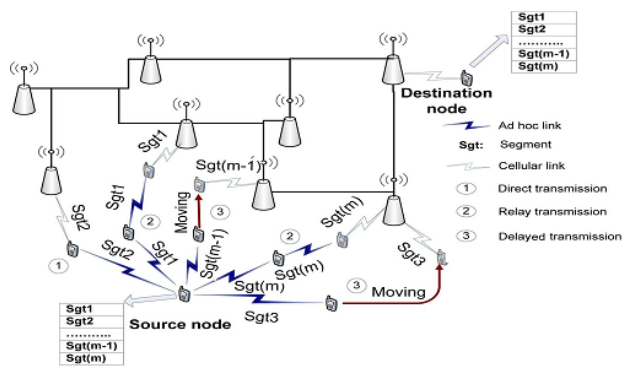 Sgt1
Sgt2
...........
Sgt(m-1)
Sgt(m)
Destination
node
Ad hoc link
Sgt: Segment
Cellular link
1 Direct transmission
2 Relay transmission
3 Delayed transmission
Sgt1
Sgt(m-1)
Sgt1
2
Moving
3
Sgt2
Sgt(m)
2
Sgt3
1
Sgt2
Sgt1
Sgt(m-1)
Sgt(m)
Sgt(m)
3
Moving
Sgt3
Source node
Sgt1
Sgt2
...........
Sgt(m-1)
Sgt(m)